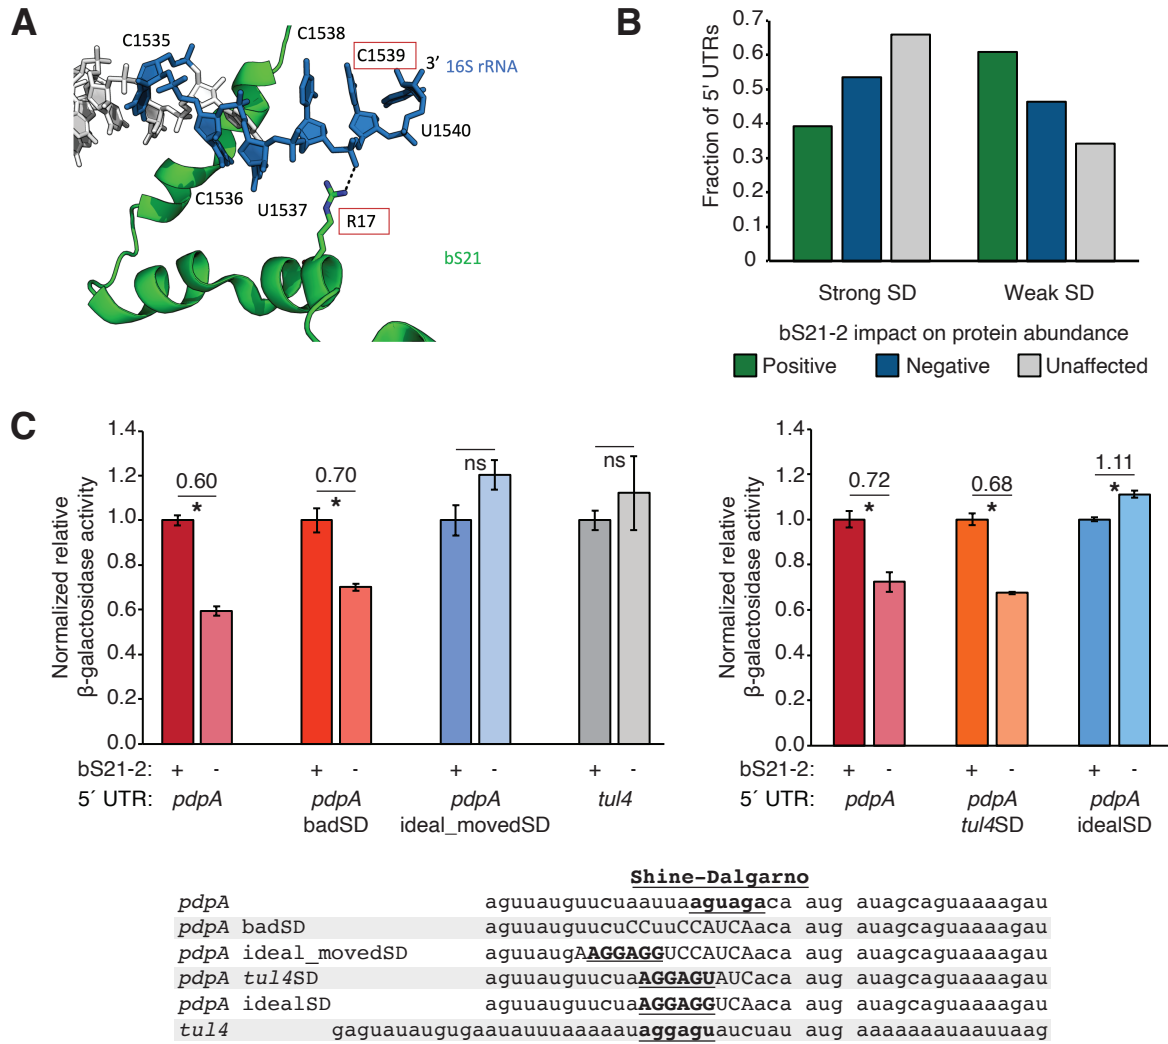 A
C1535
C1538
C1539
3′ 16S rRNA
U1540
C1536
U1537
R17
bS21
B
Fraction of 5′ UTRs
0.7
0.6
0.5
0.4
0.3
0.2
0.1
0
Strong SD
Weak SD
bS21-2 impact on protein abundance
Positive
Negative
Unaffected
C
Normalized relative
β-galactosidase activity
1.4
1.2
1.0
0.8
0.6
0.4
0.2
0.0
0.60
*
0.70
*
ns
ns
bS21-2: + - + - + - + -
5´ UTR: pdpA pdpA pdpA tul4
badSD ideal_movedSD
Normalized relative
β-galactosidase activity
1.4
1.2
1.0
0.8
0.6
0.4
0.2
0.0
0.72
*
0.68
*
1.11
*
bS21-2: + - + - + -
5´ UTR: pdpA pdpA pdpA
tul4SD idealSD
Shine-Dalgarno
pdpA aguuauguucuaauuaaguagaca aug auagcaguaaaagau
pdpA badSD aguuauguucuCCuuCCAUCAaca aug auagcaguaaaagau
pdpA ideal_movedSD aguuaugAAGGAGGUCCAUCAaca aug auagcaguaaaagau
pdpA tul4SD aguuauguucuaAGGAGUAUCAaca aug auagcaguaaaagau
pdpA idealSD aguuauguucuaAGGAGGUCAaca aug auagcaguaaaagau
tul4 gaguauaugugaauauuuaaaaauaggaguaucuau aug aaaaaaauaauuaag